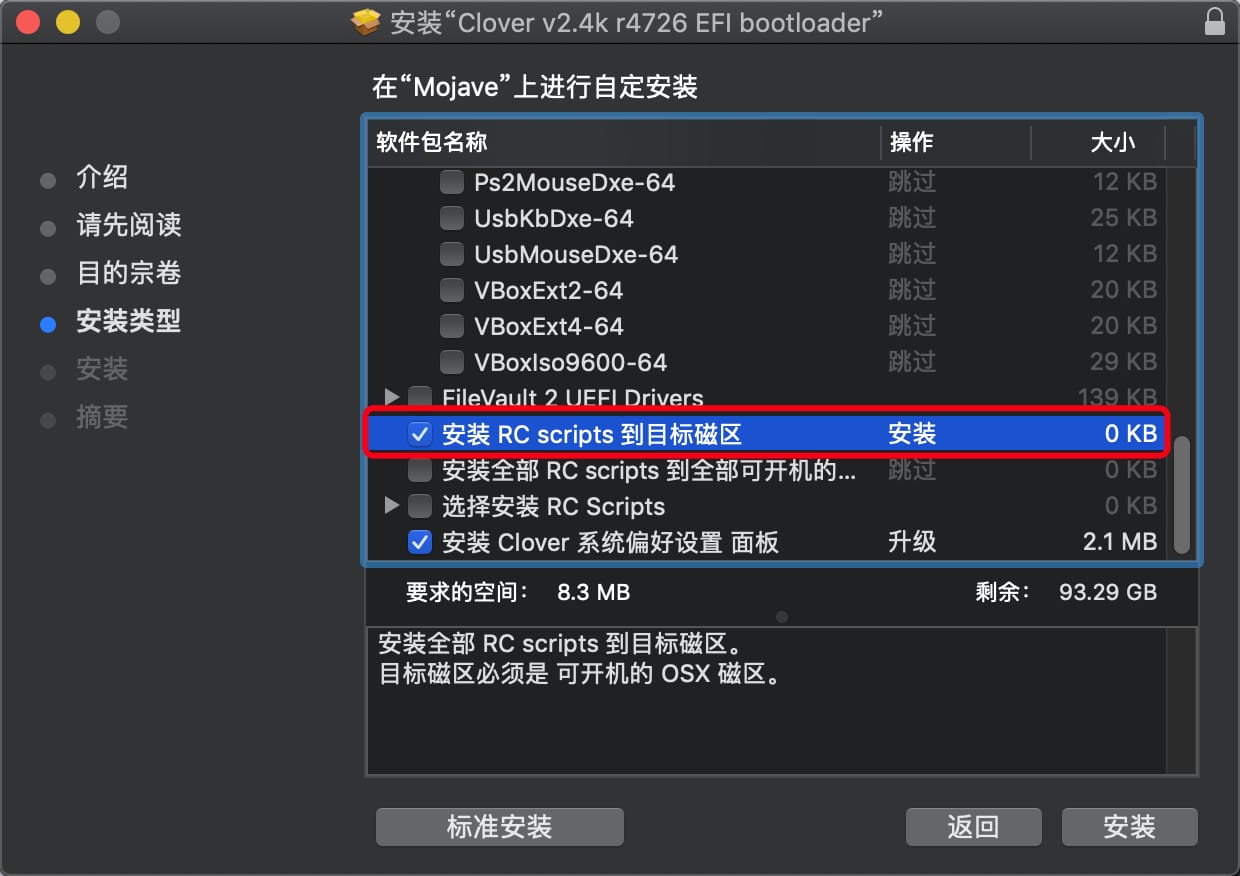 安装“Clover v2.4k r4726 EFI bootloader”
在“Mojave”上进行自定安装
介绍
请先阅读
目的宗卷
安装类型
安装
摘要
软件包名称 操作 大小
Ps2MouseDxe-64 跳过 12 KB
UsbKbDxe-64 跳过 25 KB
UsbMouseDxe-64 跳过 12 KB
VBoxExt2-64 跳过 20 KB
VBoxExt4-64 跳过 20 KB
VBoxIso9600-64 跳过 29 KB
FileVault 2 UEFI Drivers 139 KB
安装 RC scripts 到目标磁区 安装 0 KB
安装全部 RC scripts 到全部可开机的... 跳过 0 KB
选择安装 RC Scripts 0 KB
安装 Clover 系统偏好设置 面板 升级 2.1 MB
要求的空间： 8.3 MB 剩余： 93.29 GB
安装全部 RC scripts 到目标磁区。
目标磁区必须是 可开机的 OSX 磁区。
标准安装 返回 安装